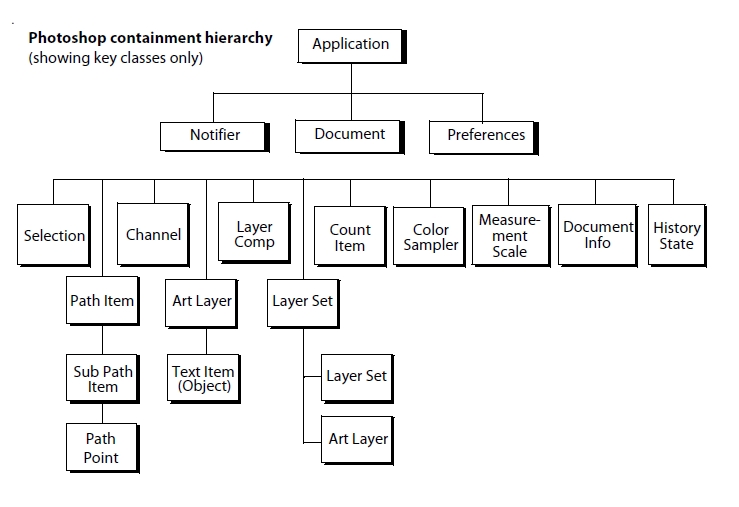 Photoshop containment hierarchy
(showing key classes only)
Application
Notifier
Document
Preferences
Selection
Channel
Layer
Comp
Count
Item
Color
Sampler
Measure-
ment
Scale
Document
Info
History
State
Path Item
Art Layer
Layer Set
Sub Path
Item
Text Item
(Object)
Layer Set
Path
Point
Art Layer